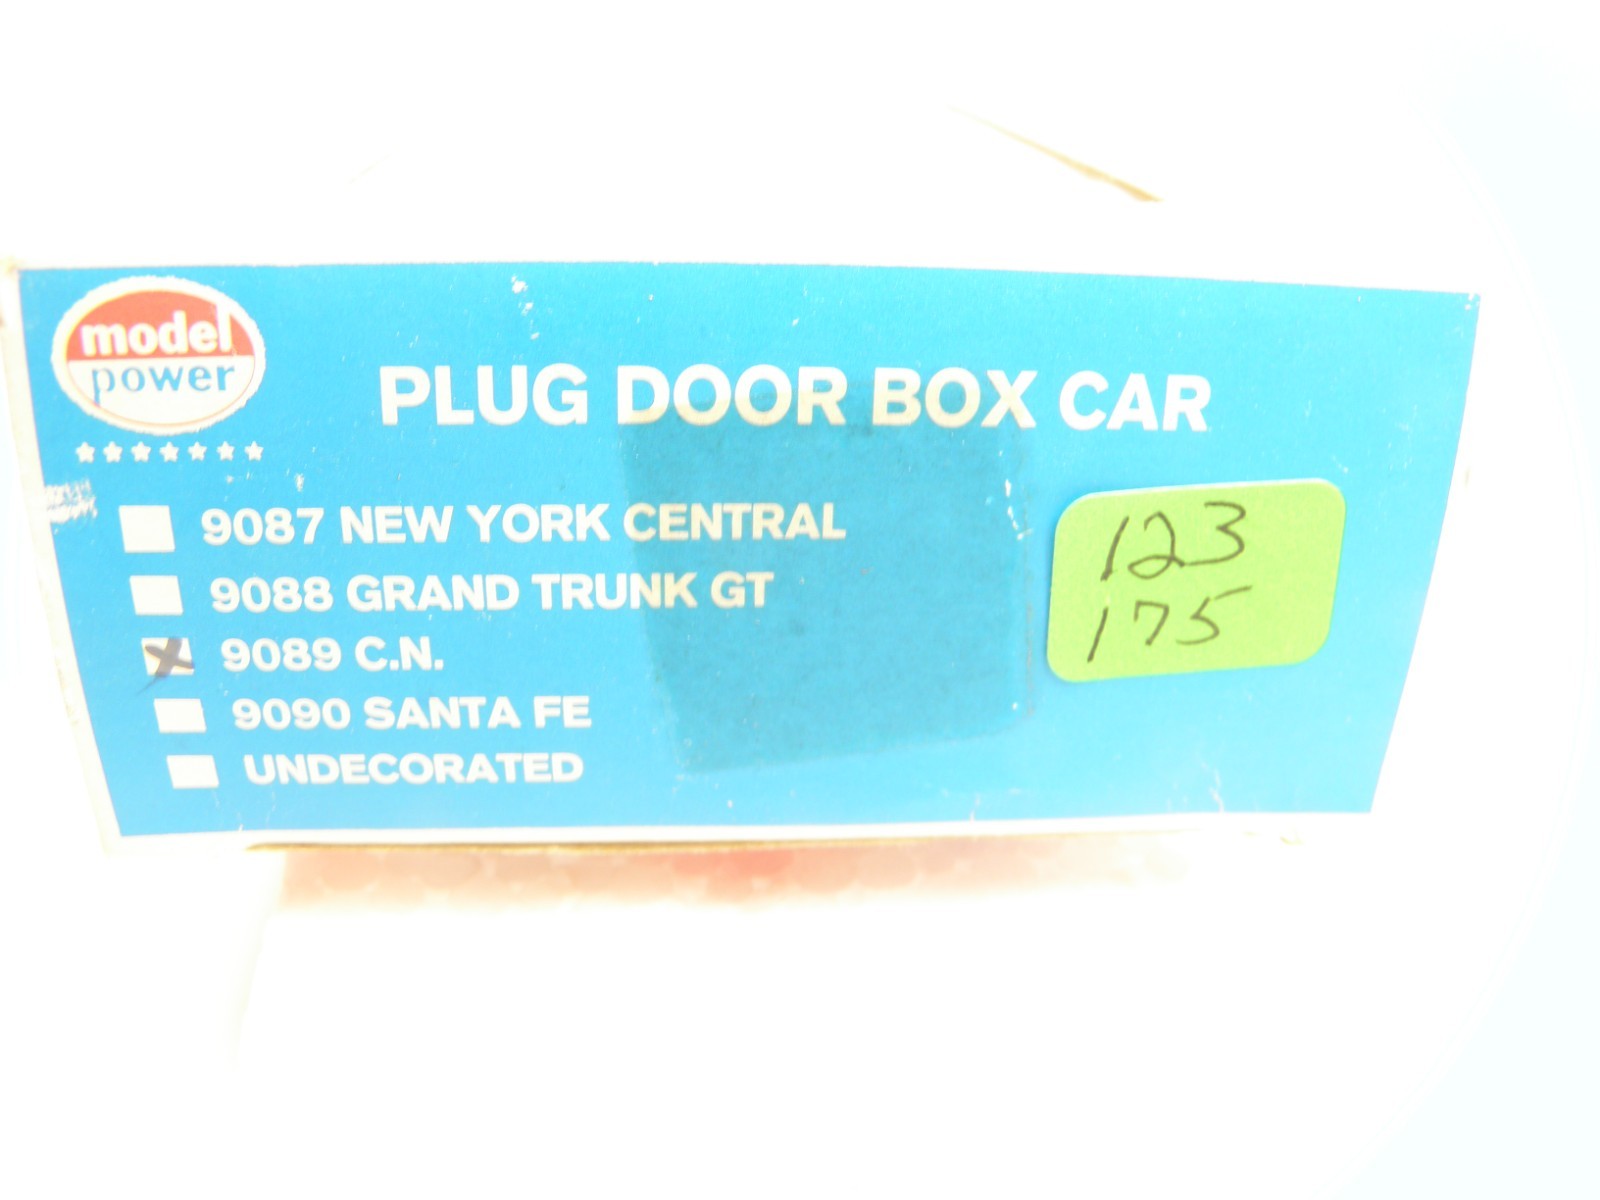 model
power
PLUG DOOR BOX CAR
9087 NEW YORK CENTRAL
9088 GRAND TRUNK GT
9089 C.N.
9090 SANTA FE
UNDECORATED
123
175